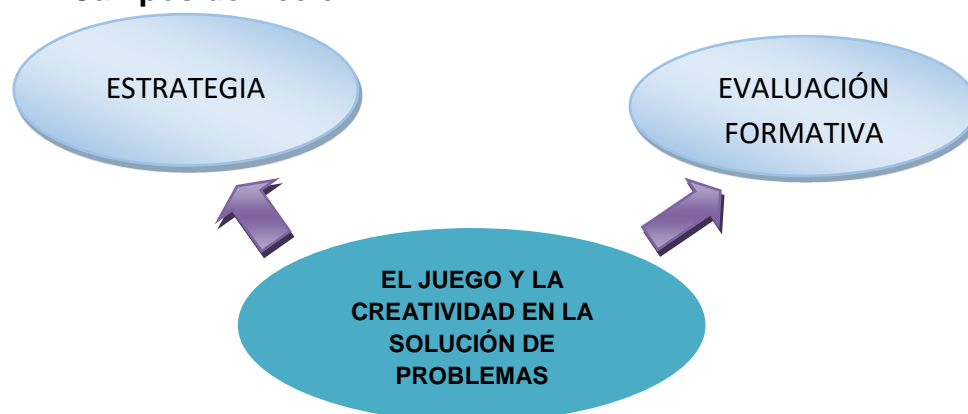 ESTRATEGIA
EVALUACIÓN
FORMATIVA
EL JUEGO Y LA
CREATIVIDAD EN LA
SOLUCIÓN DE
PROBLEMAS